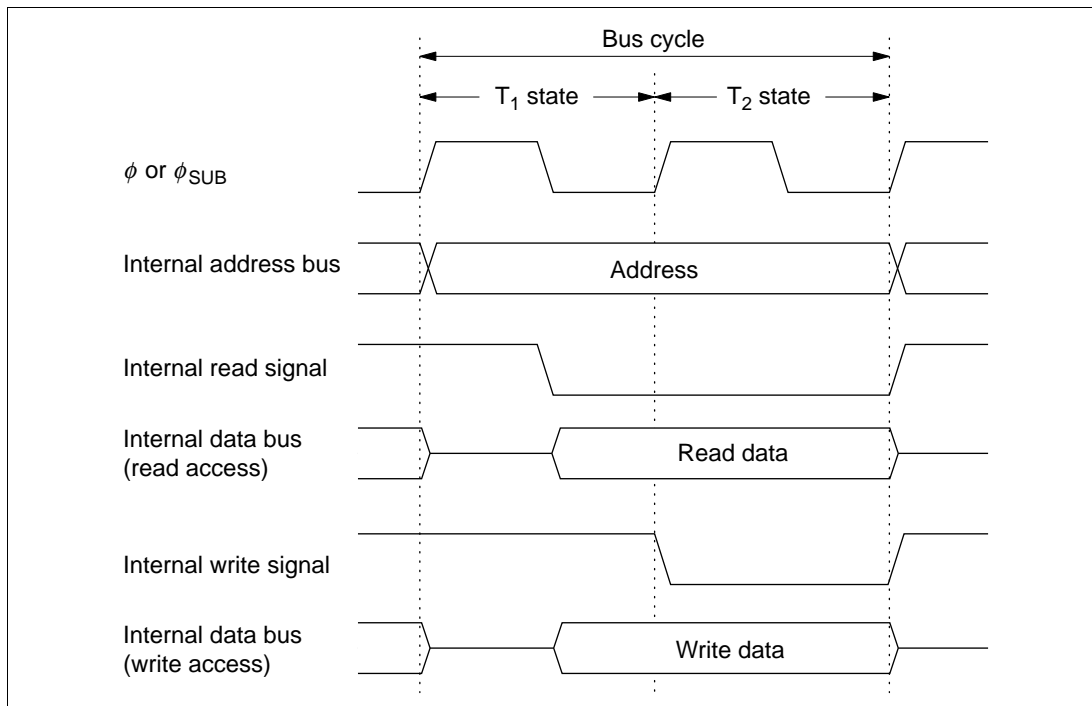 Bus cycle
T1 state
T2 state
ϕ or ϕSUB
Internal address bus
Address
Internal read signal
Internal data bus
(read access)
Read data
Internal write signal
Internal data bus
(write access)
Write data